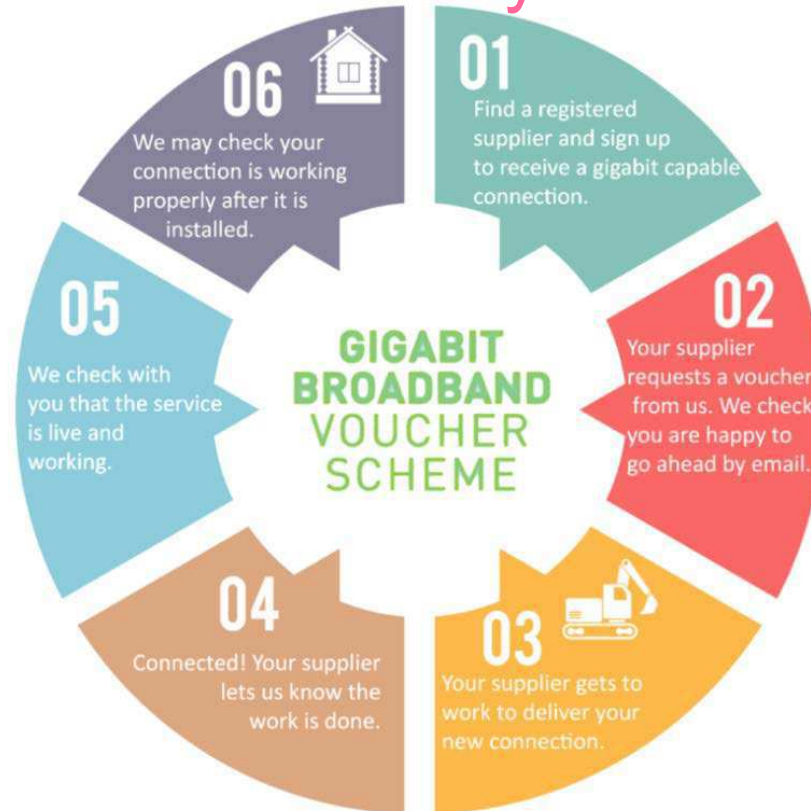 01
Find a registered
supplier and sign up
to receive a gigabit capable
connection.
02
Your supplier
requests a voucher
from us. We check
you are happy to
go ahead by email.
03
Your supplier gets to
work to deliver your
new connection.
04
Connected! Your supplier
lets us know the
work is done.
05
We check with
you that the service
is live and
working.
06
We may check your
connection is working
properly after it is
installed.
GIGABIT
BROADBAND
VOUCHER
SCHEME